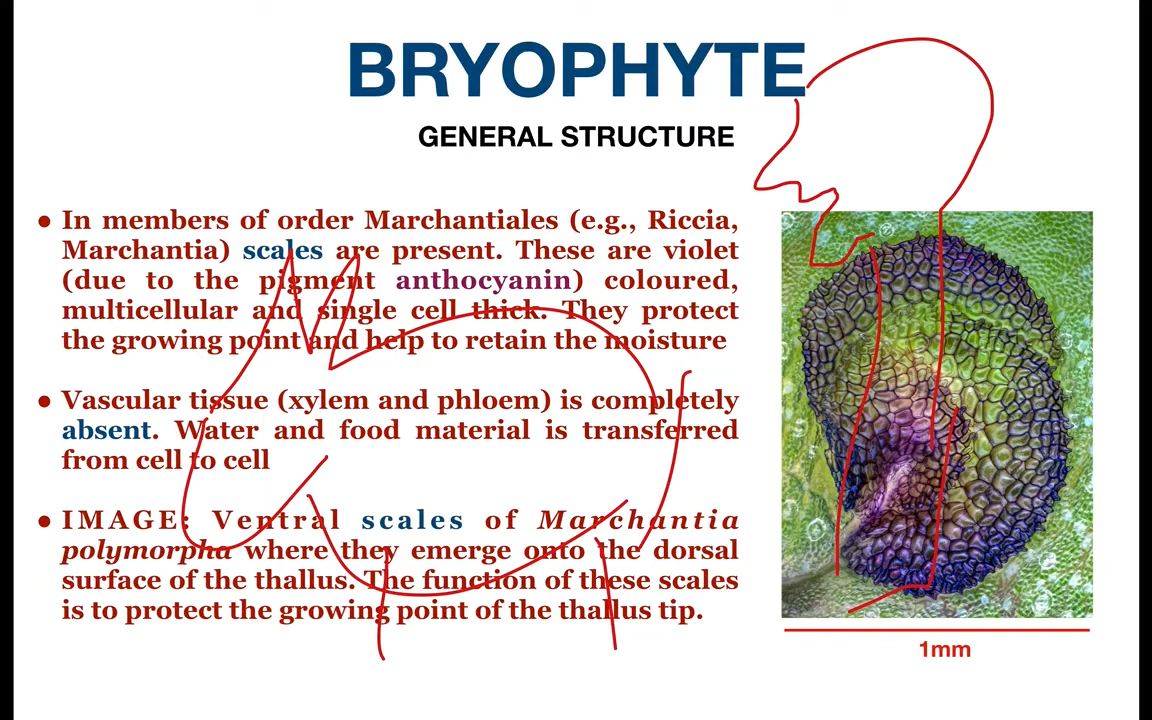 BRYOPHYTE
GENERAL STRUCTURE
• In members of order Marchantiales (e.g., Riccia,
Marchantia) scales are present. These are violet
(due to the pigment anthocyanin) coloured,
multicellular and single cell thick. They protect
the growing point and help to retain the moisture
• Vascular tissue (xylem and phloem) is completely
absent. Water and food material is transferred
from cell to cell
• IMAGE: Ventral scales of Marchantia
polymorpha where they emerge onto the dorsal
surface of the thallus. The function of these scales
is to protect the growing point of the thallus tip.
1mm